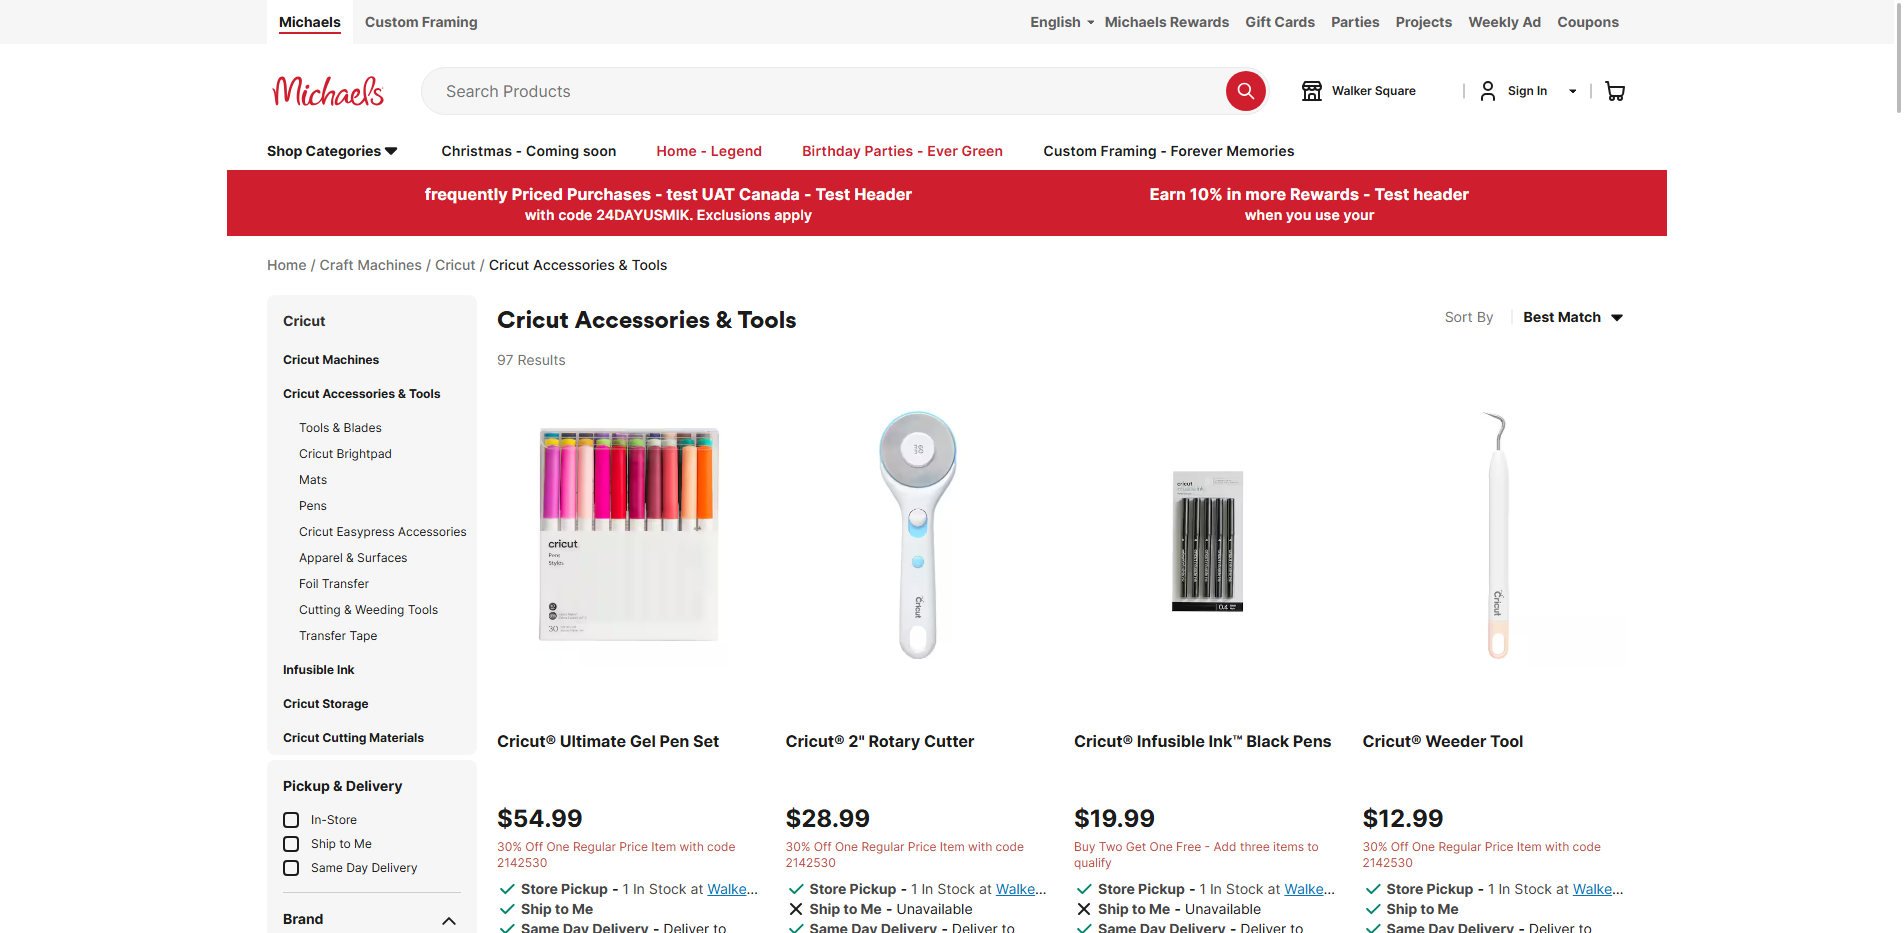 Michaels
Custom Framing
English
Michaels Rewards
Gift Cards
Parties
Projects
Weekly Ad
Coupons
Michaels
Search Products
Walker Square
Sign In
Shop Categories
Christmas - Coming soon
Home - Legend
Birthday Parties - Ever Green
Custom Framing - Forever Memories
frequently Priced Purchases - test UAT Canada - Test Header
with code 24DAYUSMIK. Exclusions apply
Earn 10% in more Rewards - Test header
when you use your
Home / Craft Machines / Cricut / Cricut Accessories & Tools
Cricut
Cricut Machines
Cricut Accessories & Tools
Tools & Blades
Cricut Brightpad
Mats
Pens
Cricut Easypress Accessories
Apparel & Surfaces
Foil Transfer
Cutting & Weeding Tools
Transfer Tape
Infusible Ink
Cricut Storage
Cricut Cutting Materials
Pickup & Delivery
In-Store
Ship to Me
Same Day Delivery
Brand
Cricut Accessories & Tools
97 Results
Sort By
Best Match
cricut
Pens
Stylos
30
Cricut
cricut
0.4
Cricut
Cricut® Ultimate Gel Pen Set
$54.99
30% Off One Regular Price Item with code
2142530
Store Pickup - 1 In Stock at Walke...
Ship to Me
Same Day Delivery - Deliver to
Cricut® 2" Rotary Cutter
$28.99
30% Off One Regular Price Item with code
2142530
Store Pickup - 1 In Stock at Walke...
Ship to Me - Unavailable
Same Day Delivery - Deliver to
Cricut® Infusible Ink™ Black Pens
$19.99
Buy Two Get One Free - Add three items to
qualify
Store Pickup - 1 In Stock at Walke...
Ship to Me - Unavailable
Same Day Delivery - Deliver to
Cricut® Weeder Tool
$12.99
30% Off One Regular Price Item with code
2142530
Store Pickup - 1 In Stock at Walke...
Ship to Me
Same Day Delivery - Deliver to